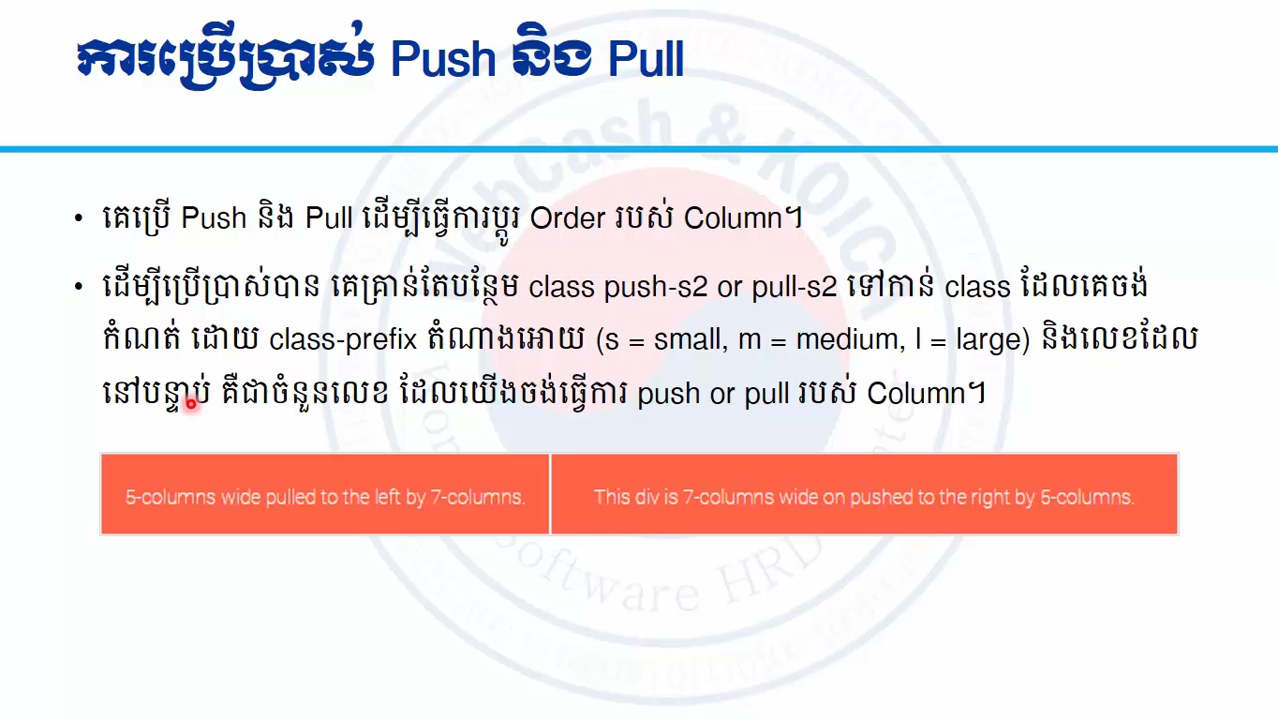 ការប្រើប្រាស់ Push និង Pull
• គេប្រើ Push និង Pull ដើម្បីធ្វើការប្ដូរ Order របស់ Column។
• ដើម្បីប្រើប្រាស់បាន គេគ្រាន់តែបន្ថែម class push-s2 or pull-s2 ទៅកាន់ class ដែលគេចង់
កំណត់ ដោយ class-prefix តំណាងអោយ (s = small, m = medium, l = large) និងលេខដែល
នៅបន្ទាប់ គឺជាចំនួនលេខ ដែលយើងចង់ធ្វើការ push or pull របស់ Column។
5-columns wide pulled to the left by 7-columns.
This div is 7-columns wide on pushed to the right by 5-columns.
WebCash & KOICA
Software HRD